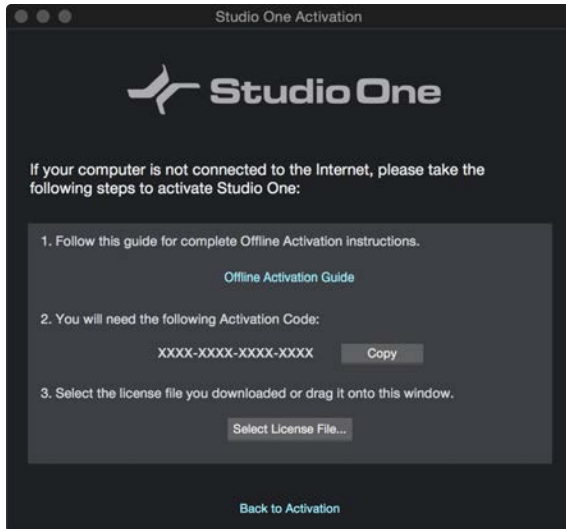 Studio One Activation
Studio One
If your computer is not connected to the Internet, please take the
following steps to activate Studio One:
1. Follow this guide for complete Offline Activation instructions.
Offline Activation Guide
2. You will need the following Activation Code:
XXXX-XXXX-XXXX-XXXX Copy
3. Select the license file you downloaded or drag it onto this window.
Select License File...
Back to Activation